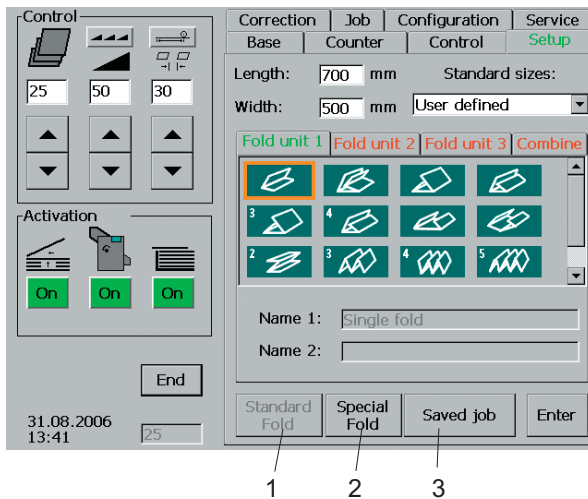 Control
25 50 30
Activation
On On On
End
31.08.2006
13:41
25
Correction Job Configuration Service
Base Counter Control Setup
Length: 700 mm Standard sizes:
Width: 500 mm User defined
Fold unit 1 Fold unit 2 Fold unit 3 Combine
3 4
2 3 4 5
Name 1: Single fold
Name 2:
Standard Fold
Special Fold
Saved job
Enter
1 2 3